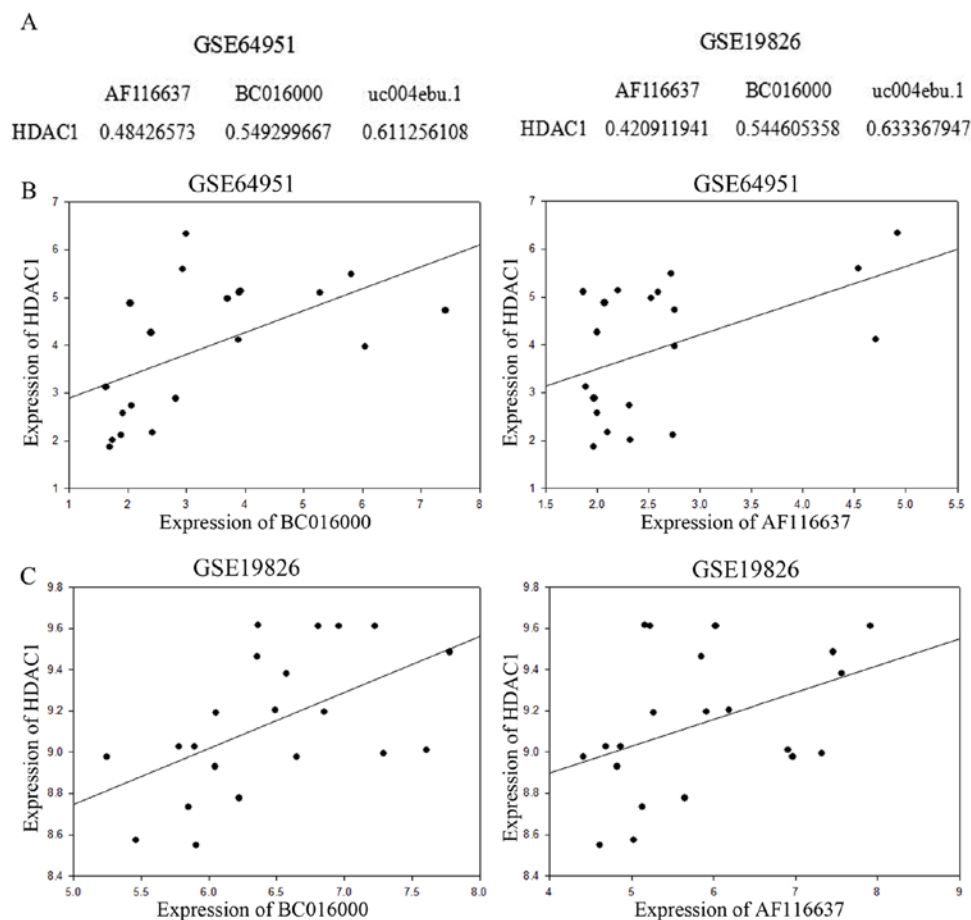 A
GSE64951
AF116637 BC016000 uc004ebu.1
HDAC1 0.48426573 0.549299667 0.611256108
GSE19826
AF116637 BC016000 uc004ebu.1
HDAC1 0.420911941 0.544605358 0.633367947
B
GSE64951
Expression of HDAC1
7
6
5
4
3
2
1
1 2 3 4 5 6 7 8
Expression of BC016000
GSE64951
Expression of HDAC1
7
6
5
4
3
2
1
1.5 2.0 2.5 3.0 3.5 4.0 4.5 5.0 5.5
Expression of AF116637
C
GSE19826
Expression of HDAC1
9.8
9.6
9.4
9.2
9.0
8.8
8.6
8.4
5.0 5.5 6.0 6.5 7.0 7.5 8.0
Expression of BC016000
GSE19826
Expression of HDAC1
9.8
9.6
9.4
9.2
9.0
8.8
8.6
8.4
4 5 6 7 8 9
Expression of AF116637